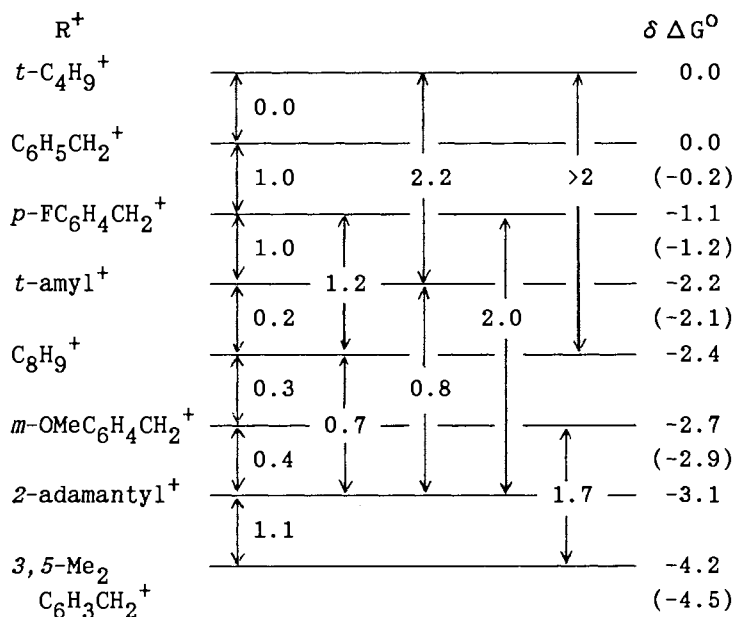 R⁺ δ ΔG⁰
t-C₄H₉⁺ 0.0
0.0
C₆H₅CH₂⁺ 0.0
1.0 2.2 >2 (-0.2)
p-FC₆H₄CH₂⁺ -1.1
1.0 (-1.2)
t-amyl⁺ 1.2 -2.2
0.2 2.0 (-2.1)
C₈H₉⁺ -2.4
0.3 0.8
m-OMeC₆H₄CH₂⁺ 0.7 -2.7
0.4 (-2.9)
2-adamantyl⁺ 1.7 -3.1
1.1
3,5-Me₂ -4.2
C₆H₃CH₂⁺ (-4.5)